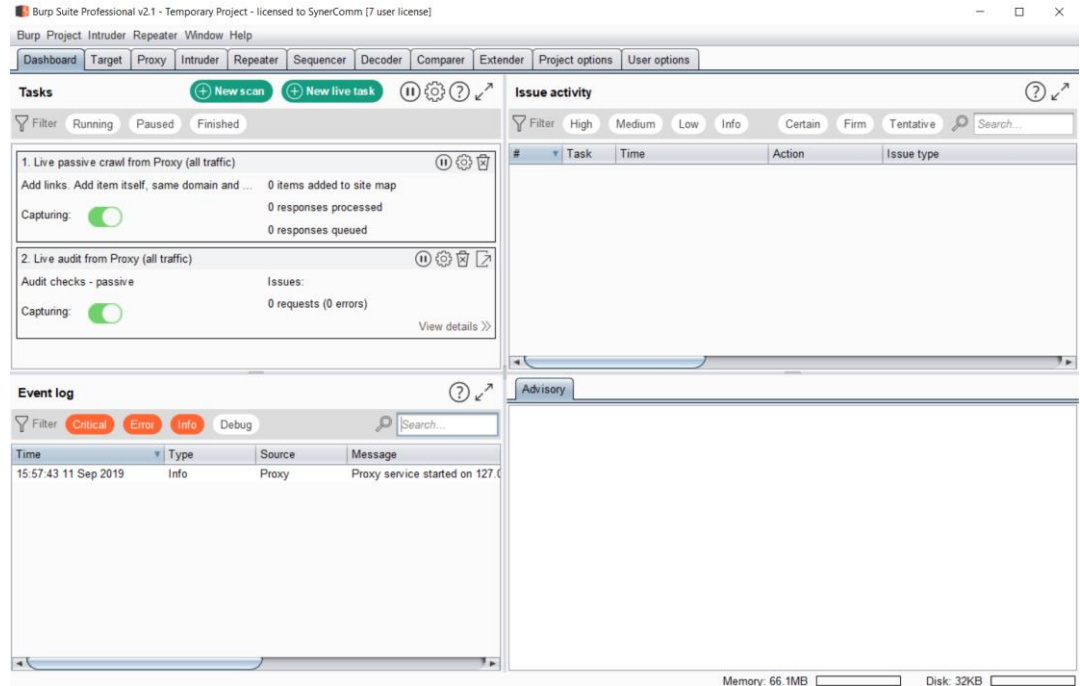 Burp Suite Professional v2.1 - Temporary Project - licensed to SynerComm [7 user license]
Burp Project Intruder Repeater Window Help
Dashboard Target Proxy Intruder Repeater Sequencer Decoder Comparer Extender Project options User options
Tasks New scan New live task
Filter Running Paused Finished
1. Live passive crawl from Proxy (all traffic)
Add links. Add item itself, same domain and ... 0 items added to site map
Capturing: 0 responses processed
0 responses queued
2. Live audit from Proxy (all traffic)
Audit checks - passive Issues:
Capturing: 0 requests (0 errors)
View details
Issue activity
Filter High Medium Low Info Certain Firm Tentative Search...
# Task Time Action Issue type
Event log
Filter Critical Error Info Debug Search...
Time Type Source Message
15:57:43 11 Sep 2019 Info Proxy Proxy service started on 127.0
Advisory
Memory: 66.1MB Disk: 32KB